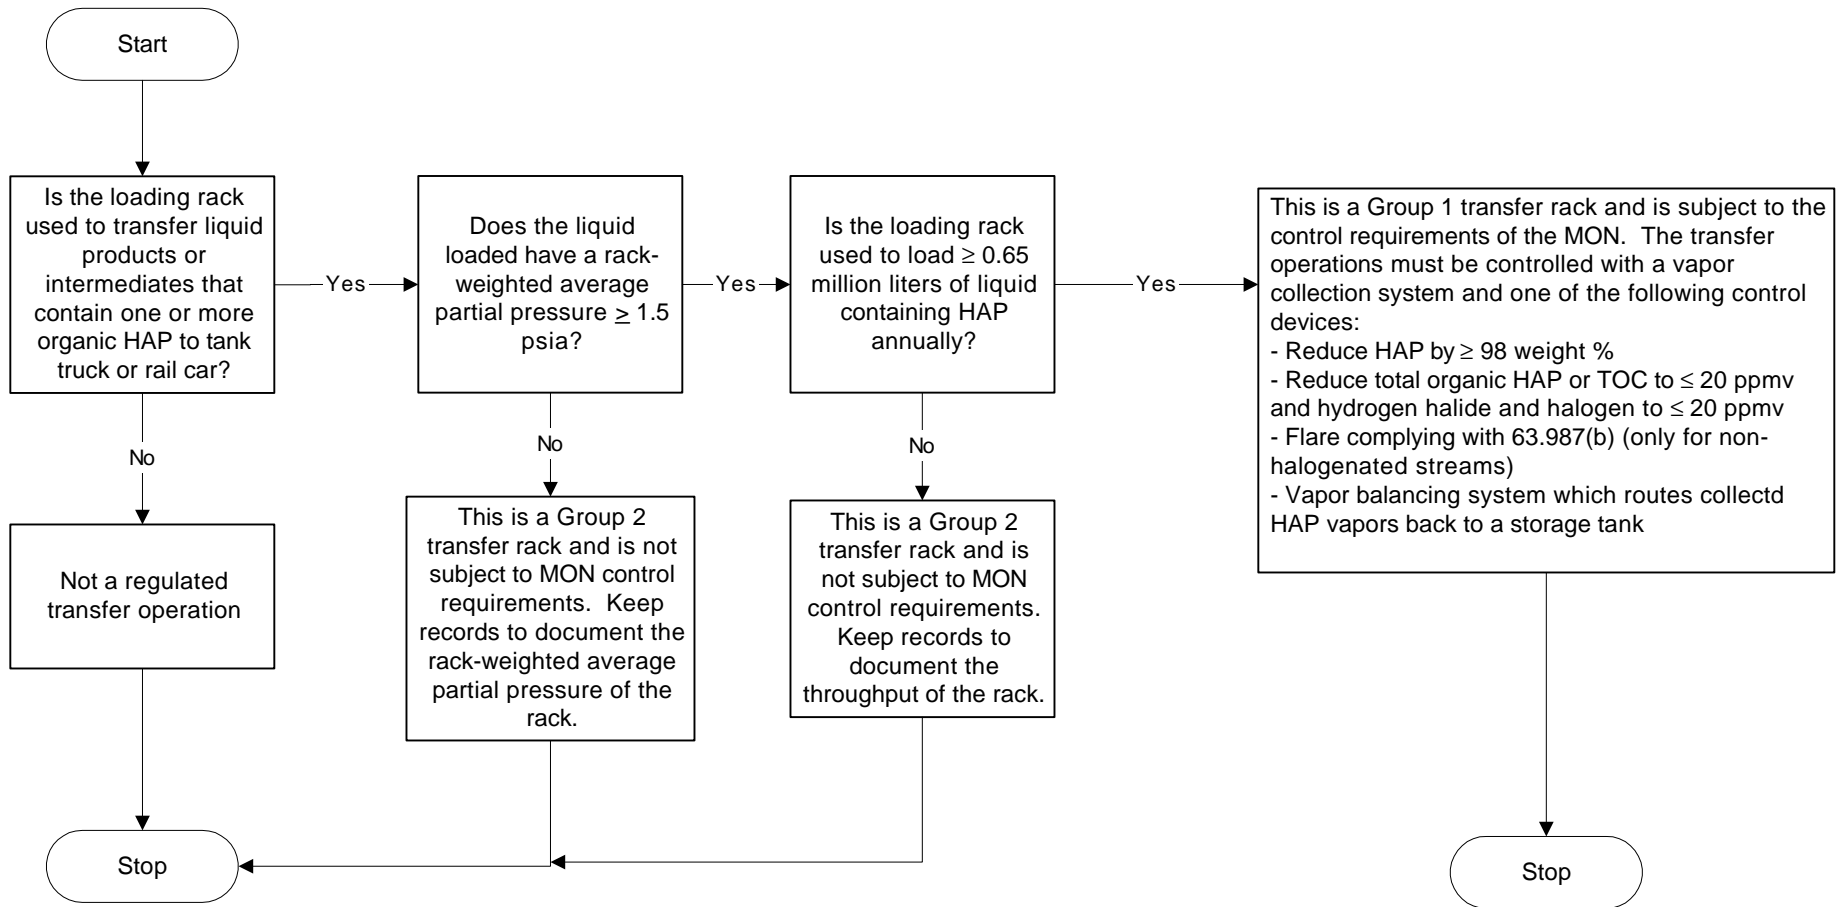 Start
Is the loading rack
used to transfer liquid
products or
intermediates that
contain one or more
organic HAP to tank
truck or rail car?
Yes
Does the liquid
loaded have a rack-
weighted average
partial pressure ≥ 1.5
psia?
Yes
Is the loading rack
used to load ≥ 0.65
million liters of liquid
containing HAP
annually?
Yes
This is a Group 1 transfer rack and is subject to the
control requirements of the MON.  The transfer
operations must be controlled with a vapor
collection system and one of the following control
devices:
- Reduce HAP by ≥ 98 weight %
- Reduce total organic HAP or TOC to ≤ 20 ppmv
and hydrogen halide and halogen to ≤ 20 ppmv
- Flare complying with 63.987(b) (only for non-
halogenated streams)
- Vapor balancing system which routes collectd
HAP vapors back to a storage tank
No
No
No
Not a regulated
transfer operation
This is a Group 2
transfer rack and is not
subject to MON control
requirements.  Keep
records to document the
rack-weighted average
partial pressure of the
rack.
This is a Group 2
transfer rack and is
not subject to MON
control requirements.
Keep records to
document the
throughput of the rack.
Stop
Stop